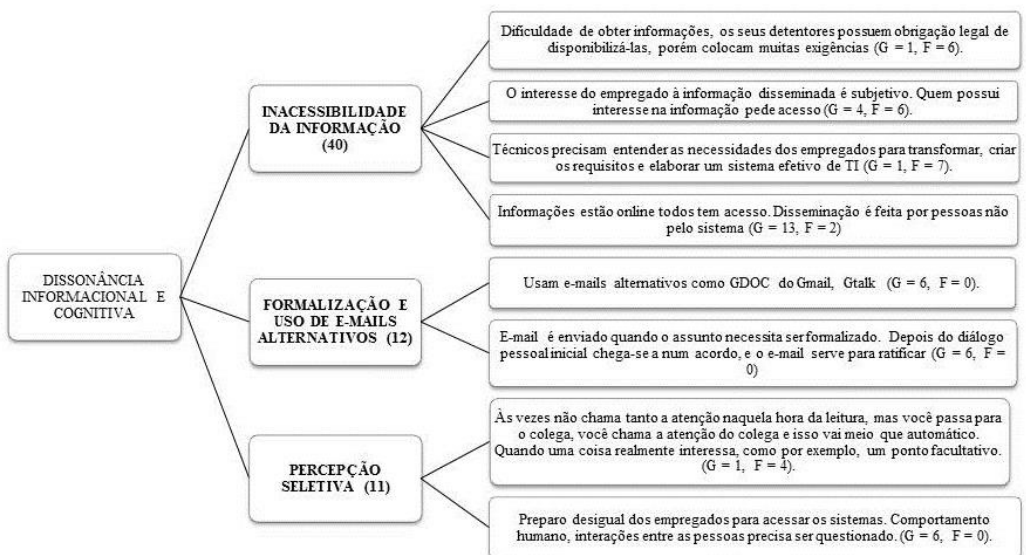 DISSONÂNCIA
INFORMACIONAL E
COGNITIVA
INACESSIBILIDADE
DA INFORMAÇÃO
(40)
Dificuldade de obter informações, os seus detentores possuem obrigação legal de
disponibilizá-las, porém colocam muitas exigências (G = 1, F = 6).
O interesse do empregado à informação disseminada é subjetivo. Quem possui
interesse na informação pede acesso (G = 4, F = 6).
Técnicos precisam entender as necessidades dos empregados para transformar, criar
os requisitos e elaborar um sistema efetivo de TI (G = 1, F = 7).
Informações estão online todos tem acesso. Disseminação é feita por pessoas não
pelo sistema (G = 13, F = 2)
FORMALIZAÇÃO E
USO DE E-MAILS
ALTERNATIVOS (12)
Usam e-mails alternativos como GDOC do Gmail, Gtalk (G = 6, F = 0).
E-mail é enviado quando o assunto necessita ser formalizado. Depois do diálogo
pessoal inicial chega-se a num acordo, e o e-mail serve para ratificar (G = 6, F =
0)
PERCEPÇÃO
SELETIVA (11)
Às vezes não chama tanto a atenção naquela hora da leitura, mas você passa para
o colega, você chama a atenção do colega e isso vai meio que automático.
Quando uma coisa realmente interessa, como por exemplo, um ponto facultativo.
(G = 1, F = 4).
Preparo desigual dos empregados para acessar os sistemas. Comportamento
humano, interações entre as pessoas precisa ser questionado. (G = 6, F = 0).